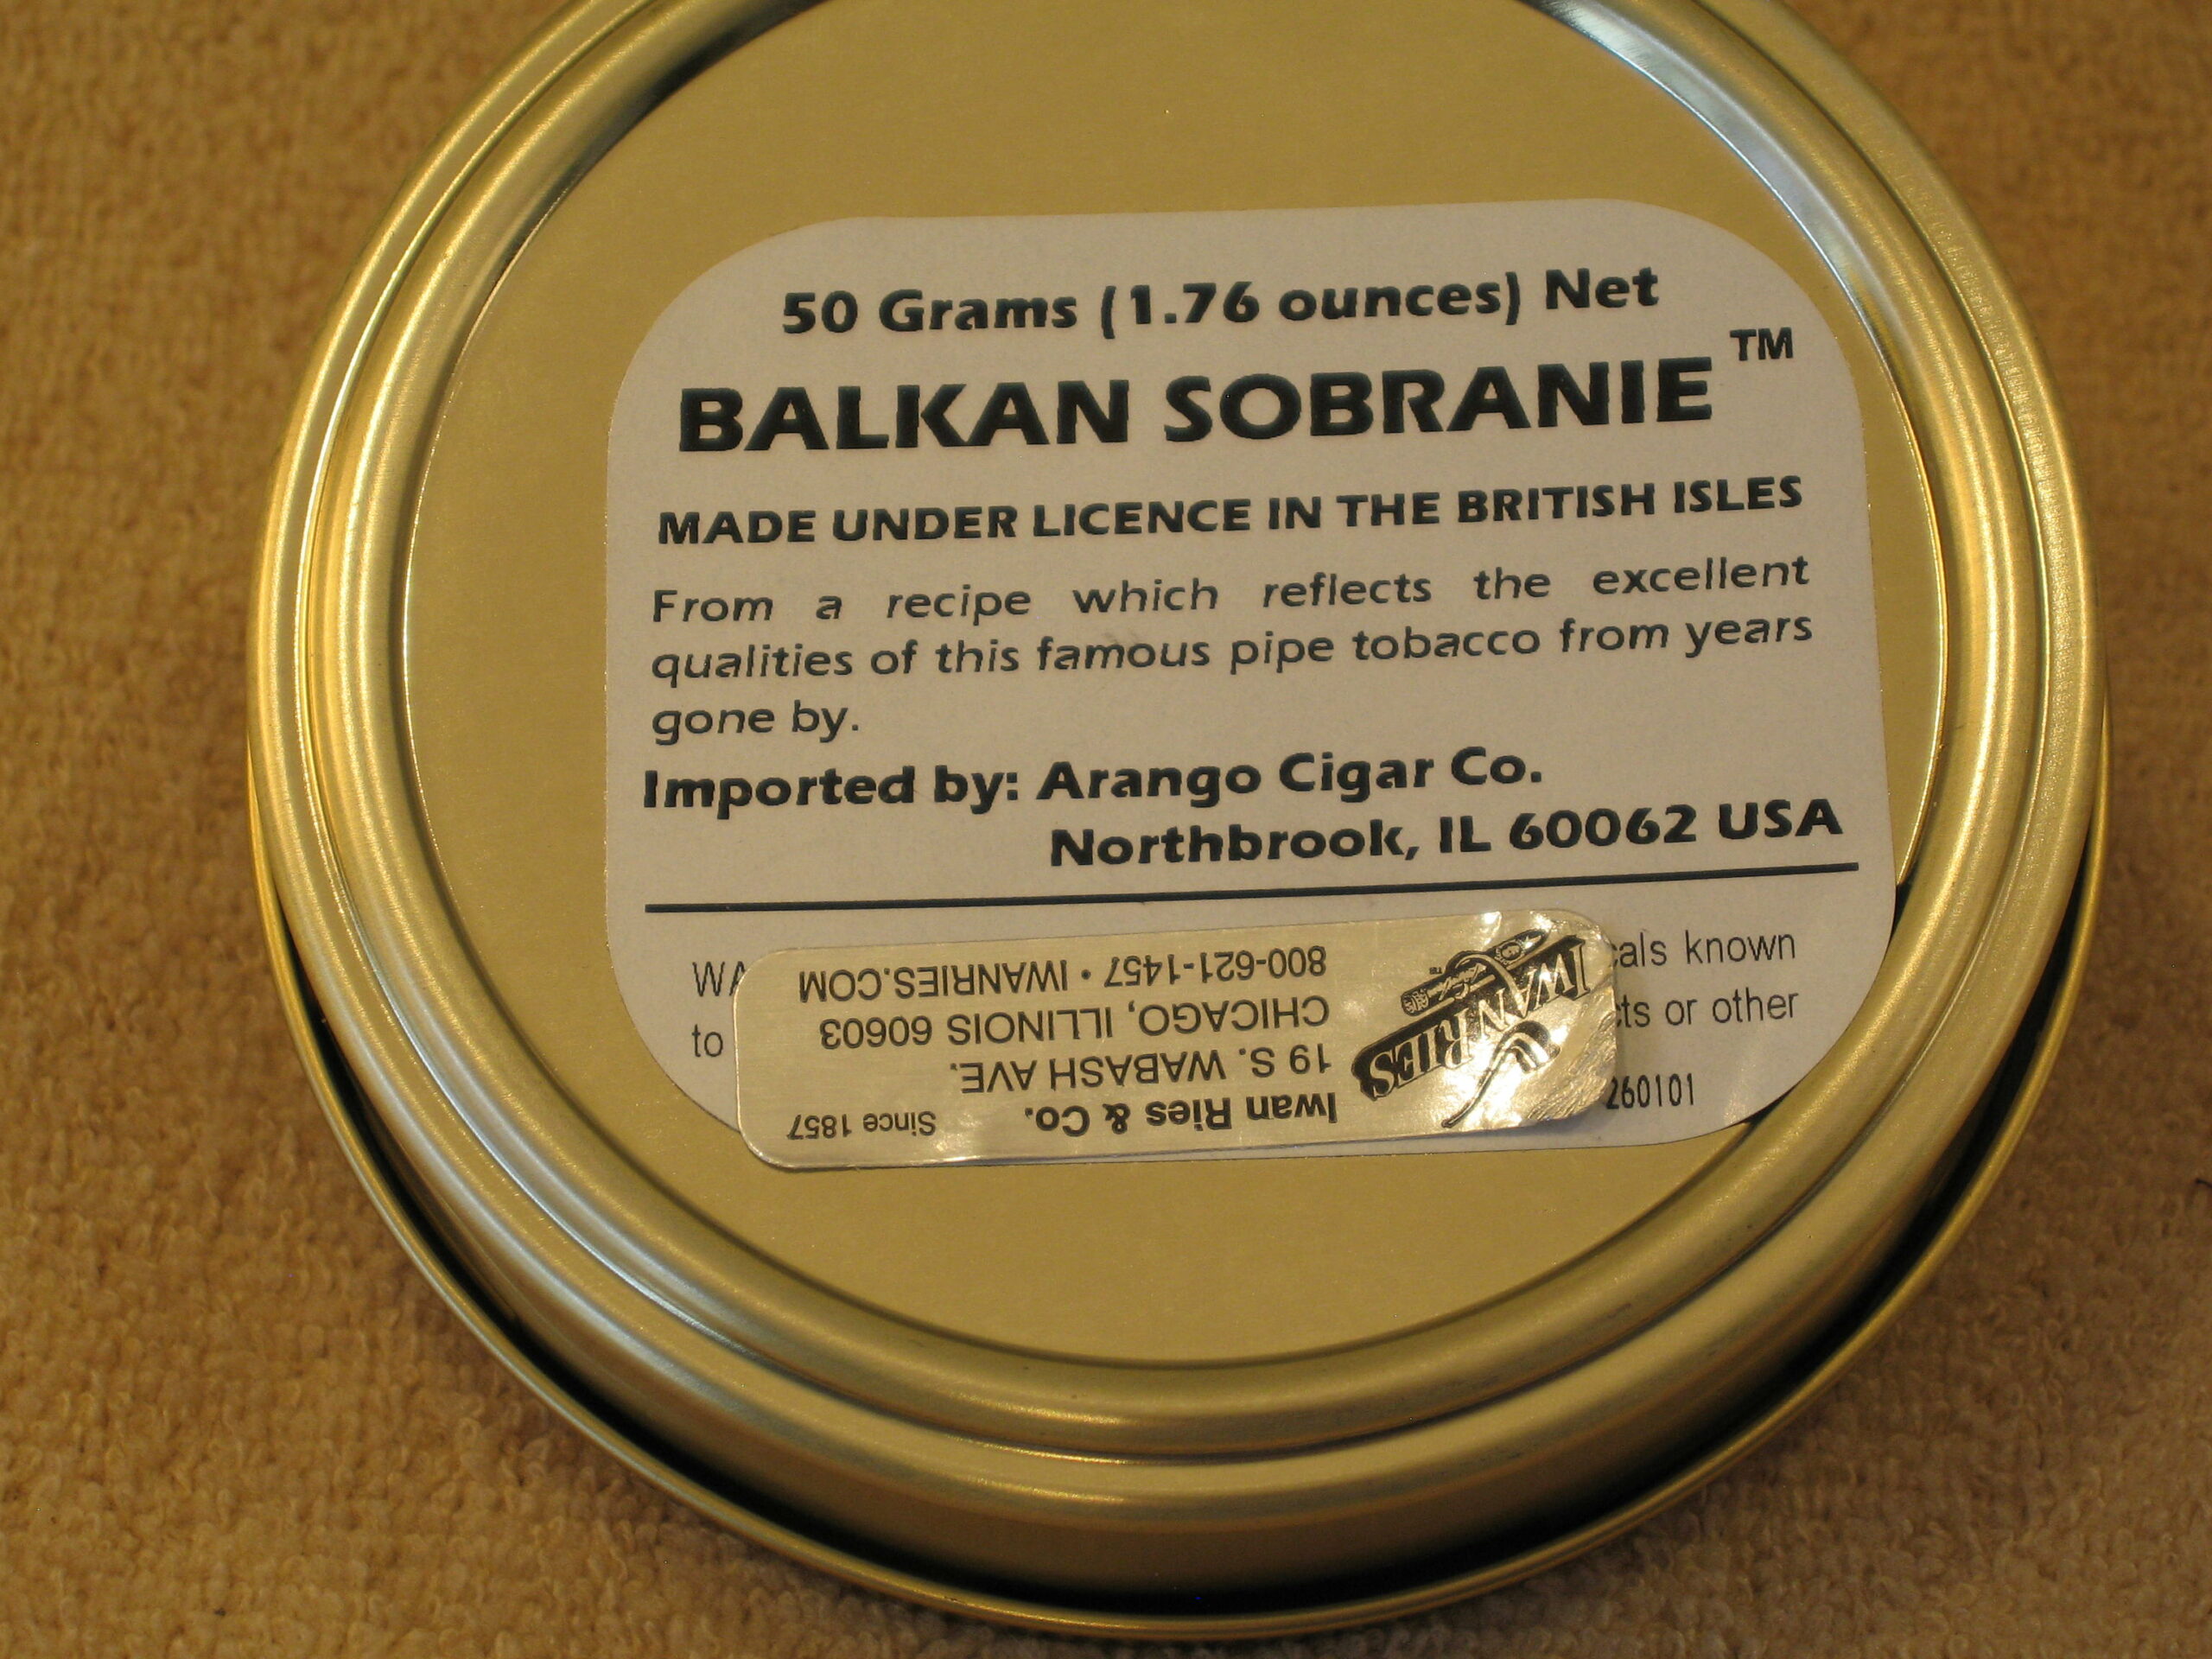 50 Grams (1.76 ounces) Net
BALKAN SOBRANIE™
MADE UNDER LICENCE IN THE BRITISH ISLES
From a recipe which reflects the excellent
qualities of this famous pipe tobacco from years
gone by.
Imported by: Arango Cigar Co.
Northbrook, IL 60062 USA
known
to or other
260101
IWAN RIES
Iwan Ries & Co. Since 1857
19 S. WABASH AVE.
CHICAGO, ILLINOIS 60603
800-621-1457 • IWANRIES.COM